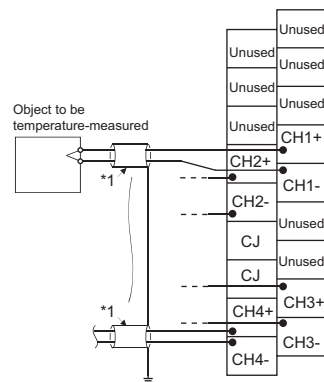 Unused
Unused
Unused
Unused
Unused
Unused
Object to be
temperature-measured
CH1+
CH2+
*1
CH1-
CH2-
Unused
CJ
Unused
CJ
CH3+
*1
CH4+
CH3-
CH4-